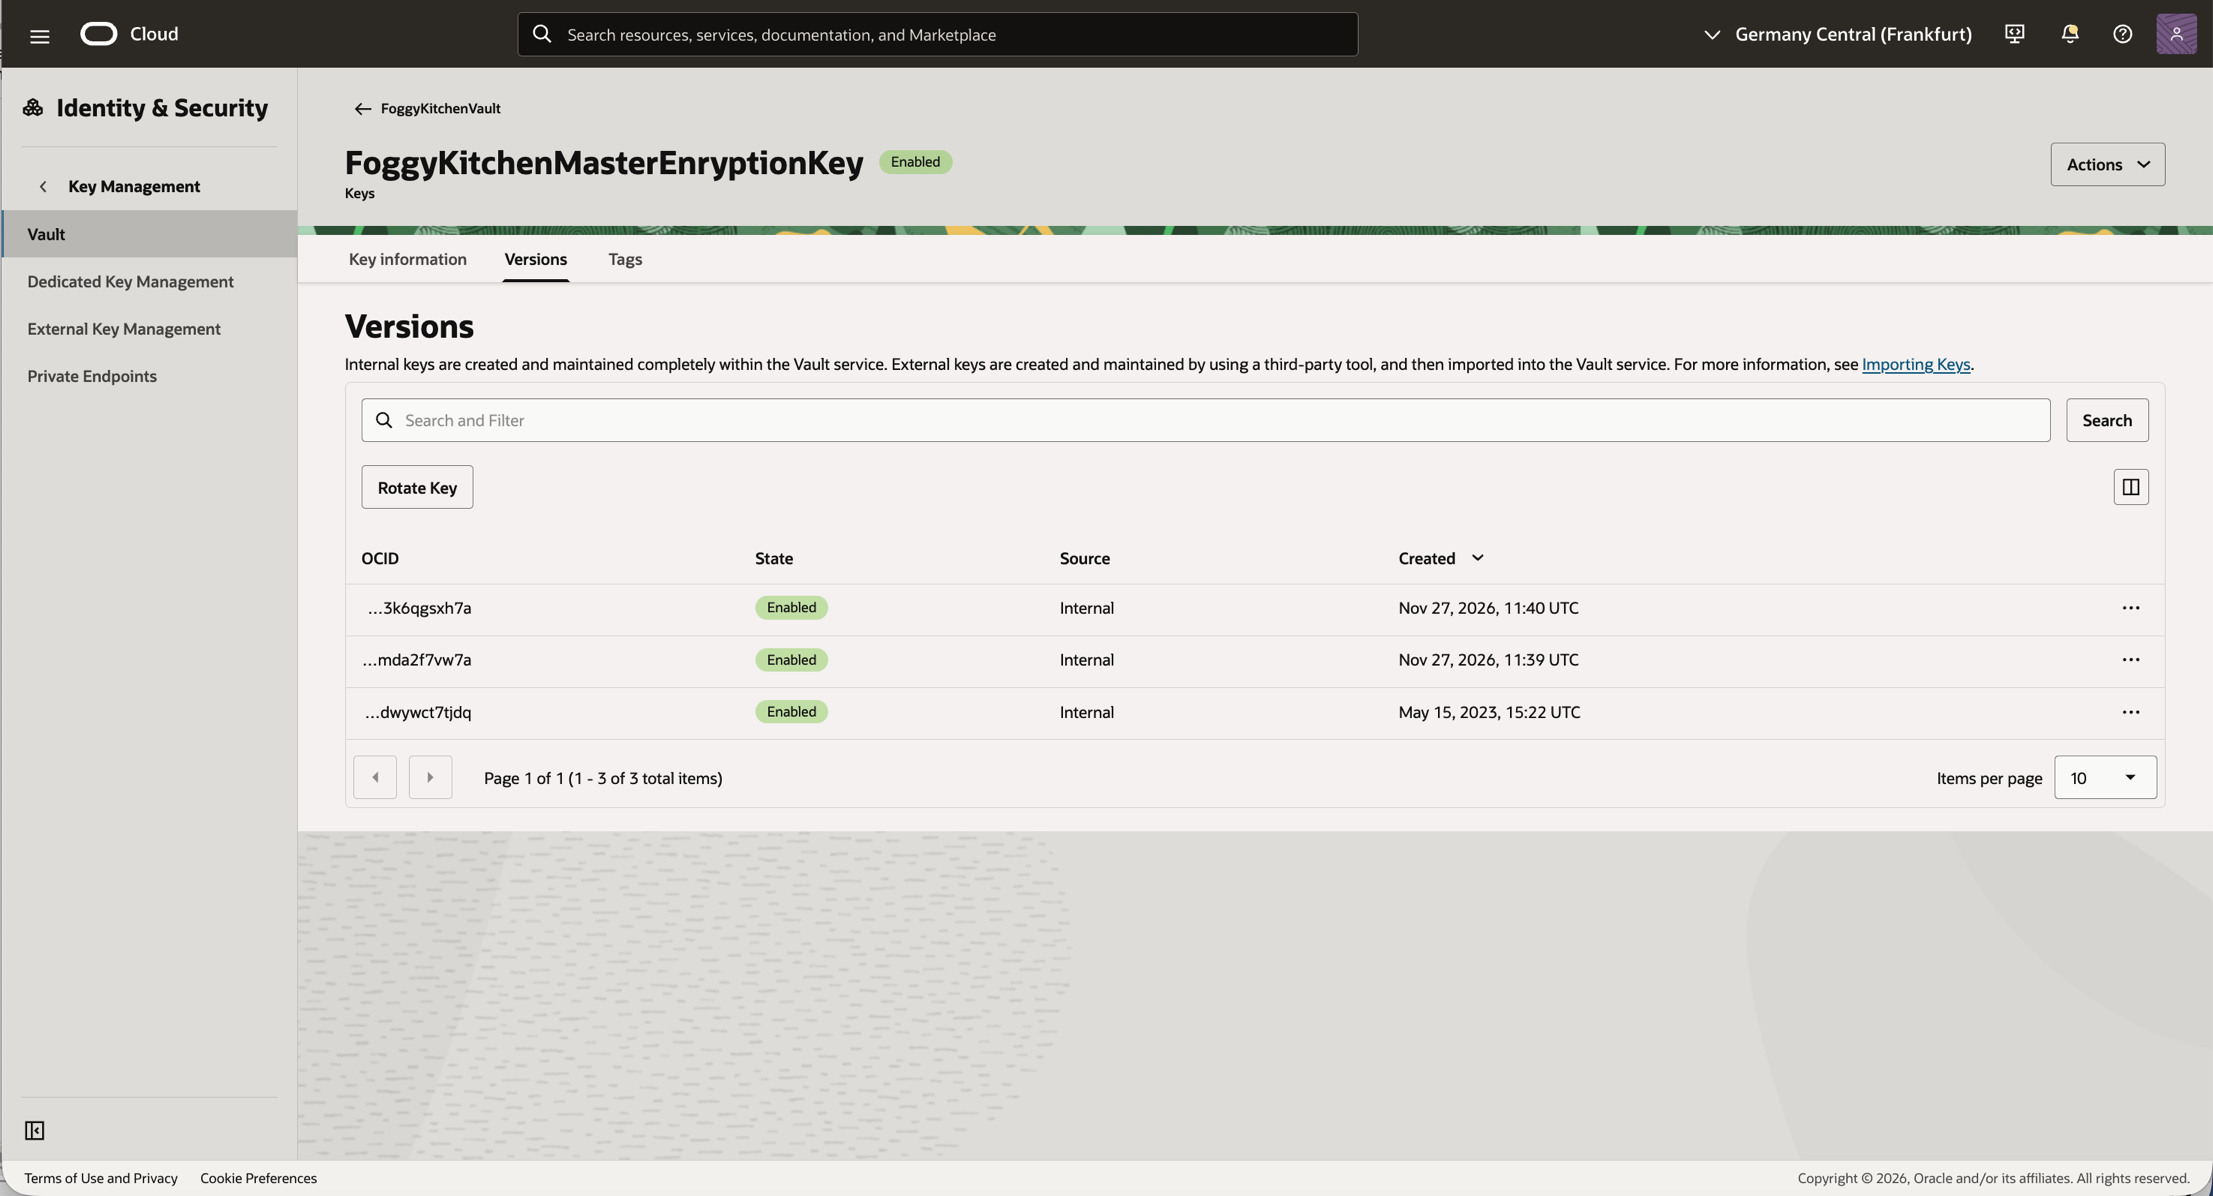 Cloud
Search resources, services, documentation, and Marketplace
Germany Central (Frankfurt)
Identity & Security
Key Management
Vault
Dedicated Key Management
External Key Management
Private Endpoints
FoggyKitchenVault
FoggyKitchenMasterEnryptionKey Enabled
Keys
Actions
Key information Versions Tags
Versions
Internal keys are created and maintained completely within the Vault service. External keys are created and maintained by using a third-party tool, and then imported into the Vault service. For more information, see Importing Keys.
Search and Filter Search
Rotate Key
OCID State Source Created
...3k6qgsxh7a Enabled Internal Nov 27, 2026, 11:40 UTC
...mda2f7vw7a Enabled Internal Nov 27, 2026, 11:39 UTC
...dwywct7tjdq Enabled Internal May 15, 2023, 15:22 UTC
Page 1 of 1 (1 - 3 of 3 total items) Items per page 10
Terms of Use and Privacy Cookie Preferences Copyright © 2026, Oracle and/or its affiliates. All rights reserved.